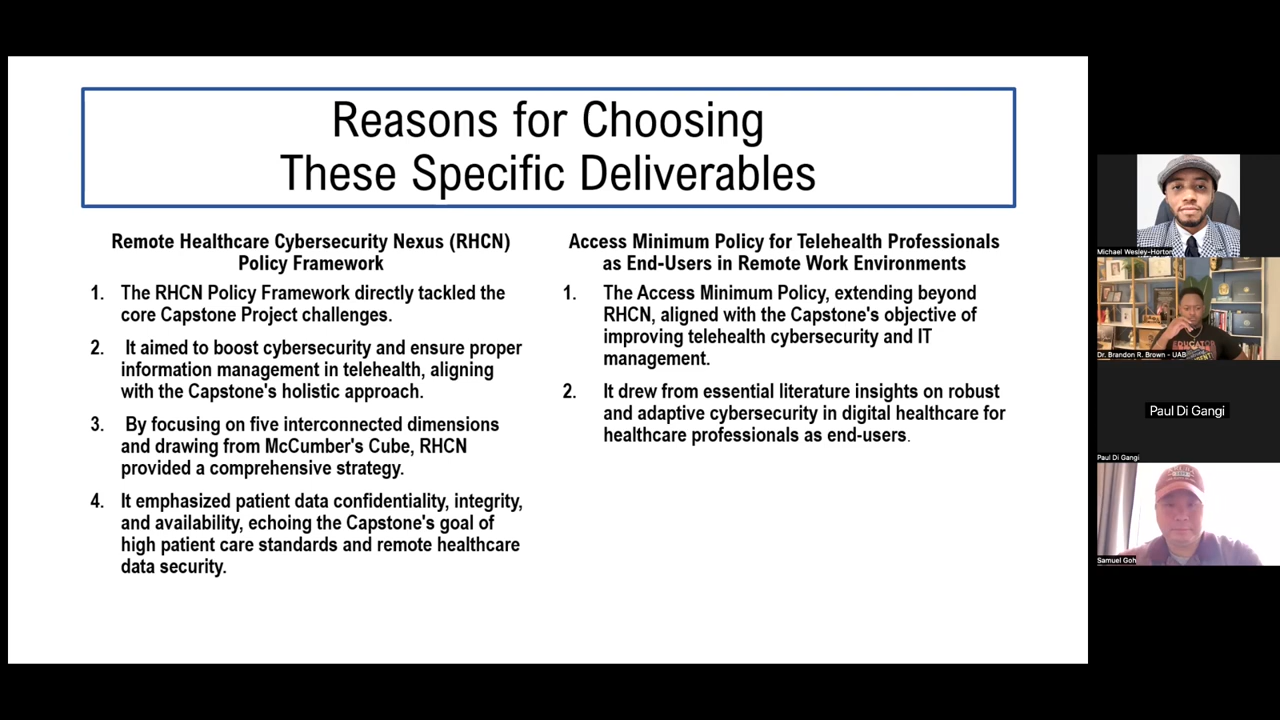 Reasons for Choosing
These Specific Deliverables
Remote Healthcare Cybersecurity Nexus (RHCN)
Policy Framework
1. The RHCN Policy Framework directly tackled the
core Capstone Project challenges.
2. It aimed to boost cybersecurity and ensure proper
information management in telehealth, aligning
with the Capstone's holistic approach.
3. By focusing on five interconnected dimensions
and drawing from McCumber's Cube, RHCN
provided a comprehensive strategy.
4. It emphasized patient data confidentiality, integrity,
and availability, echoing the Capstone's goal of
high patient care standards and remote healthcare
data security.
Access Minimum Policy for Telehealth Professionals
as End-Users in Remote Work Environments
1. The Access Minimum Policy, extending beyond
RHCN, aligned with the Capstone's objective of
improving telehealth cybersecurity and IT
management.
2. It drew from essential literature insights on robust
and adaptive cybersecurity in digital healthcare for
healthcare professionals as end-users.
Michael Wesley-Horton
Dr. Brandon R. Brown - UAB
EDUCATOR
Paul Di Gangi
Paul Di Gangi
Samuel Goh